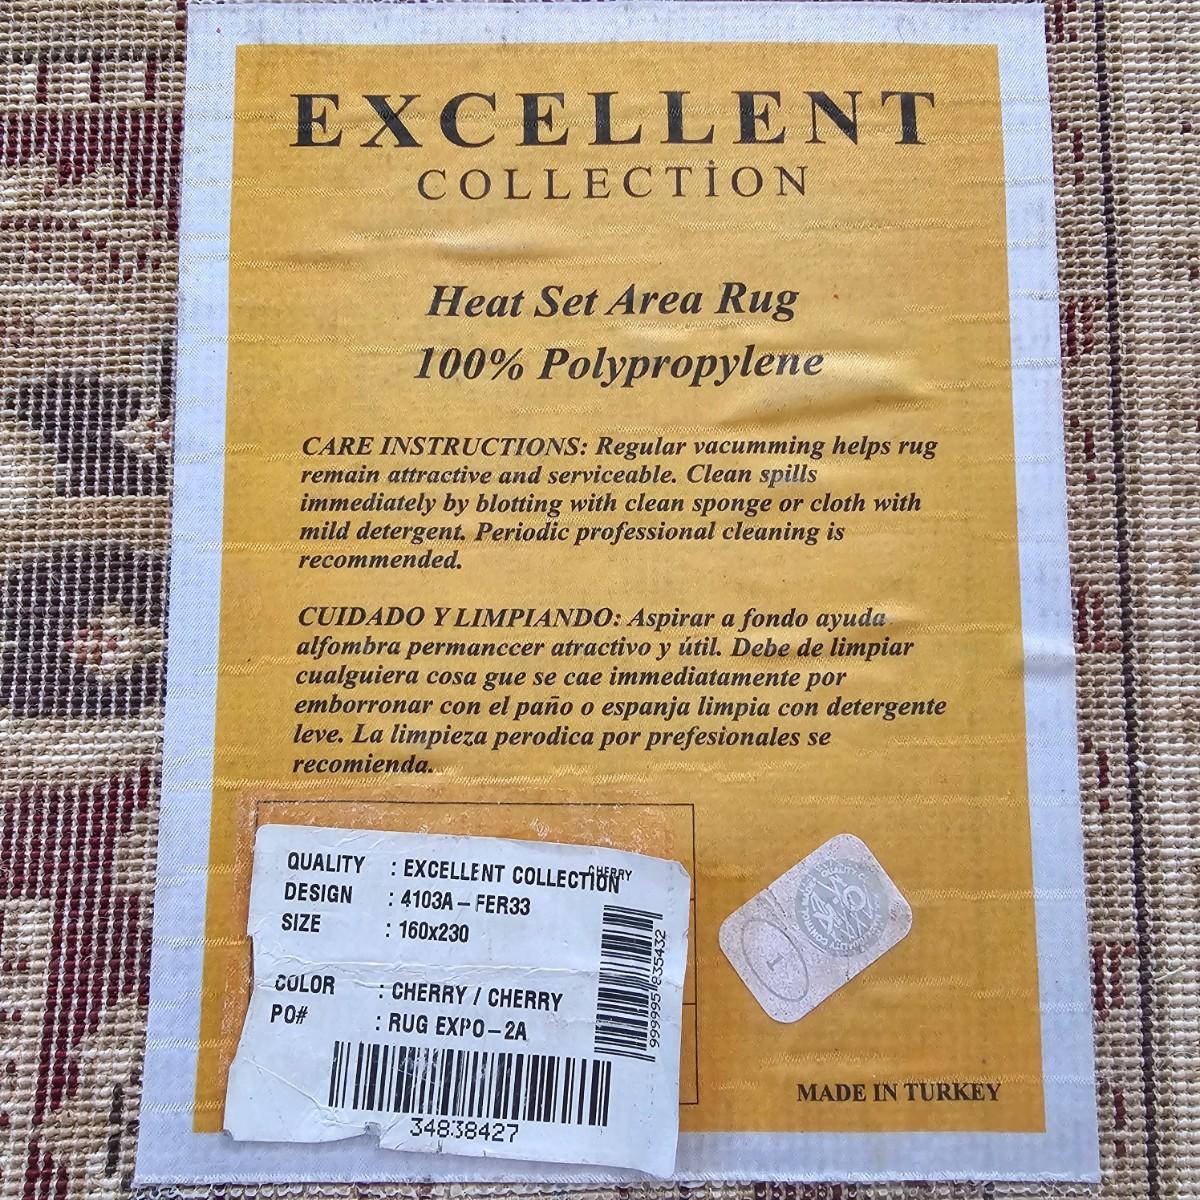 EXCELLENT
COLLECTİON
Heat Set Area Rug
100% Polypropylene
CARE INSTRUCTIONS: Regular vacumming helps rug
remain attractive and serviceable. Clean spills
immediately by blotting with clean sponge or cloth with
mild detergent. Periodic professional cleaning is
recommended.
CUIDADO Y LIMPIANDO: Aspirar a fondo ayuda
alfombra permanccer atractivo y útil. Debe de limpiar
cualguiera cosa gue se cae immediatamente por
emborronar con el paño o espanja limpia con detergente
leve. La limpieza perodica por prefesionales se
recomienda.
QUALITY : EXCELLENT COLLECTION
CHERRY
DESIGN : 4103A-FER33
SIZE : 160x230
COLOR : CHERRY / CHERRY
PO# : RUG EXPO-2A
34838427
9999951835432
1
MADE IN TURKEY